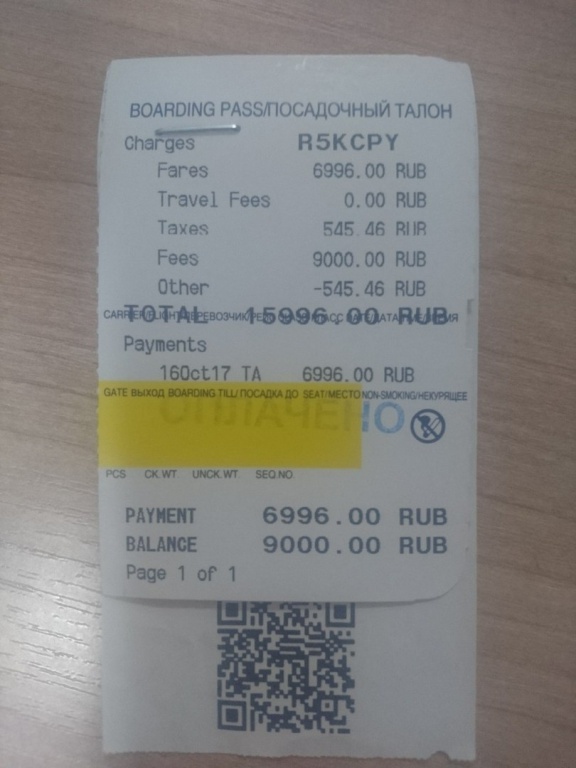 BOARDING PASS/ПОСАДОЧНЫЙ ТАЛОН
Charges R5KCPY
Fares 6996.00 RUB
Travel Fees 0.00 RUB
Taxes 545.46 RUB
Fees 9000.00 RUB
Other -545.46 RUB
TOTAL 15996.00 RUB
Payments
16Oct17 TA 6996.00 RUB
GATE ВЫХОД BOARDING TILL/ПОСАДКА ДО SEAT/МЕСТО NON-SMOKING/НЕКУРЯЩЕЕ
ОПЛАЧЕНО
PCS CK.WT. UNCK.WT. SEQ.NO.
PAYMENT 6996.00 RUB
BALANCE 9000.00 RUB
Page 1 of 1